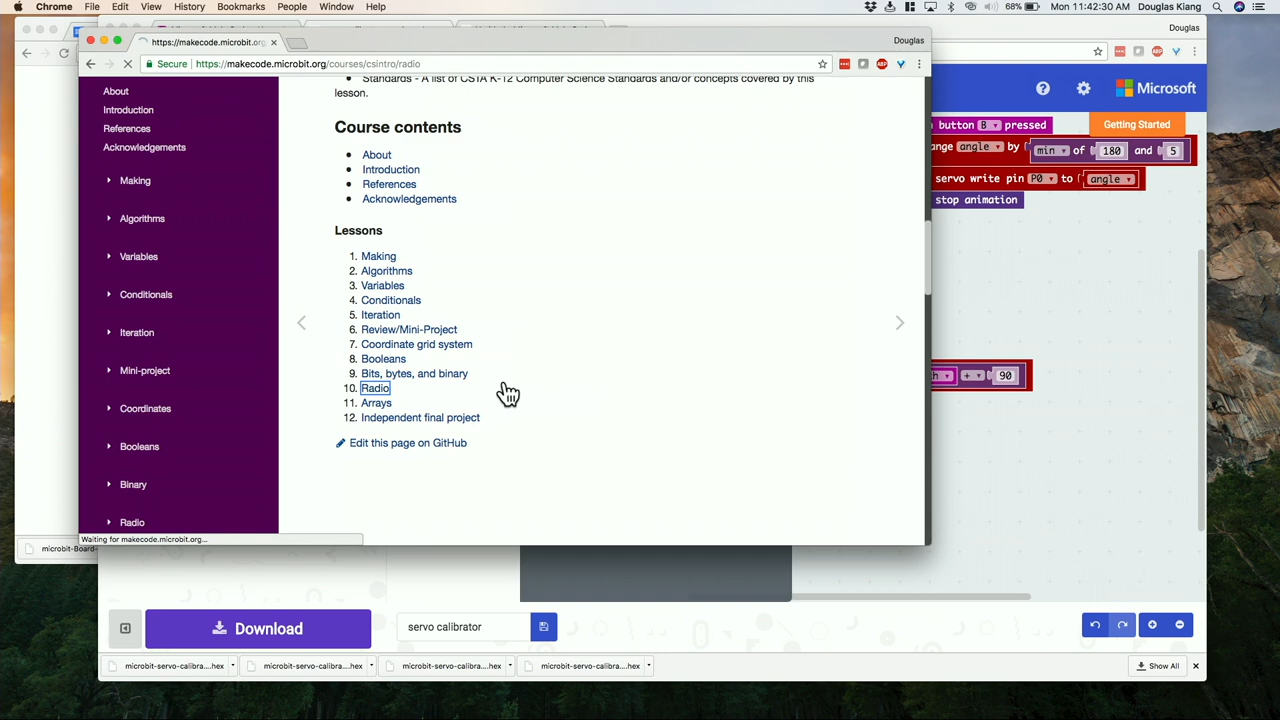 Chrome File Edit View History Bookmarks People Window Help
68% Mon 11:42:30 AM Douglas Kiang
Douglas
https://makecode.microbit.org
Douglas
Secure https://makecode.microbit.org/courses/csintro/radio
ABP
ABP
Standards - A list of CSTA K-12 Computer Science Standards and/or concepts covered by this
lesson.
About
Introduction
References
Acknowledgements
Making
Algorithms
Variables
Conditionals
Iteration
Mini-project
Coordinates
Booleans
Binary
Radio
Course contents
About
Introduction
References
Acknowledgements
Lessons
1. Making
2. Algorithms
3. Variables
4. Conditionals
5. Iteration
6. Review/Mini-Project
7. Coordinate grid system
8. Booleans
9. Bits, bytes, and binary
10. Radio
11. Arrays
12. Independent final project
Edit this page on GitHub
Waiting for makecode.microbit.org...
Microsoft
Getting Started
button B pressed
ange angle by min of 180 and 5
servo write pin P0 to angle
stop animation
+ 90
microbit-Board-
Download
servo calibrator
microbit-servo-calibra....hex microbit-servo-calibra....hex microbit-servo-calibra....hex microbit-servo-calibra....hex Show All